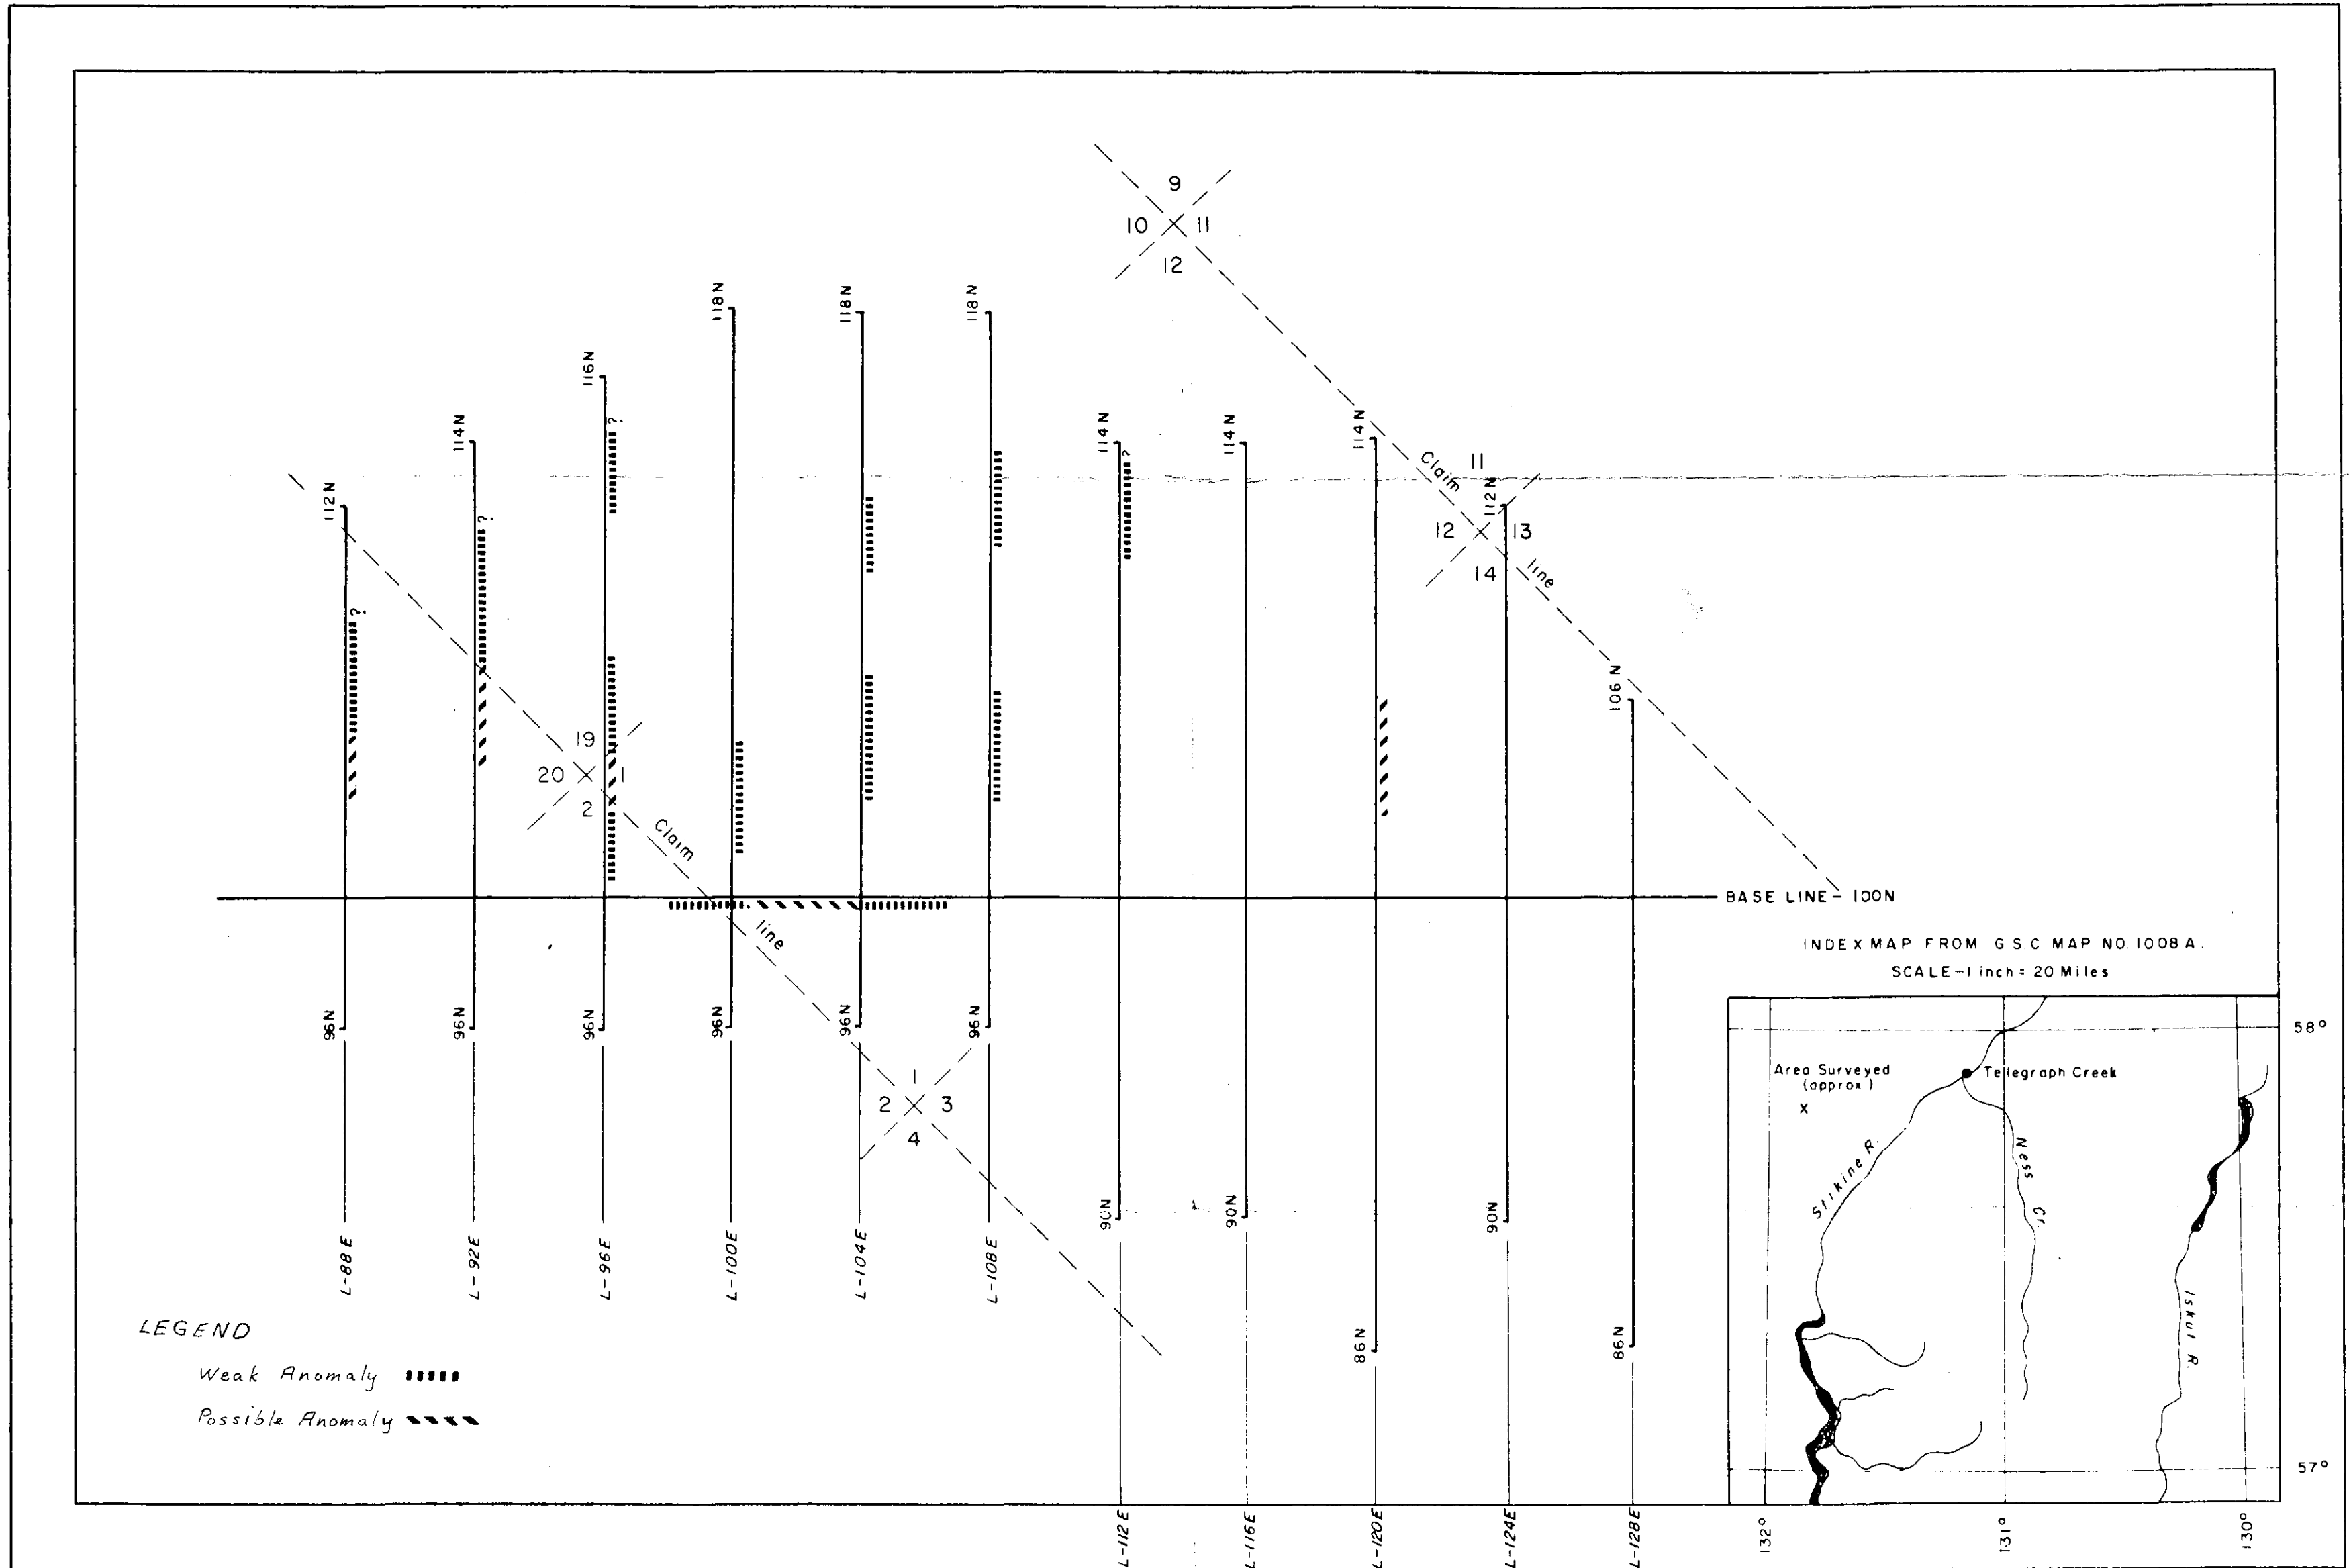 9
10 11
12
118N 118N 118N
116N
?
114N 114N 114N 114N
?
Claim
11
112N 112N
?
12 13
14
line
?
106N
19
20 1
2
Claim
BASE LINE - 100N
line
INDEX MAP FROM G.S.C MAP NO. 1008A.
SCALE-1 inch = 20 Miles
96N 96N 96N 96N 96N 96N
58°
Area Surveyed
(approx)
x
Telegraph Creek
1
2 3
4
Stikine R.
Ness Cr.
90N 90N 90N
L-88E L-92E L-96E L-100E L-104E L-108E
Iskut R.
86N 86N
LEGEND
Weak Anomaly
Possible Anomaly
57°
L-112E L-116E L-120E L-124E L-128E
132° 131° 130°